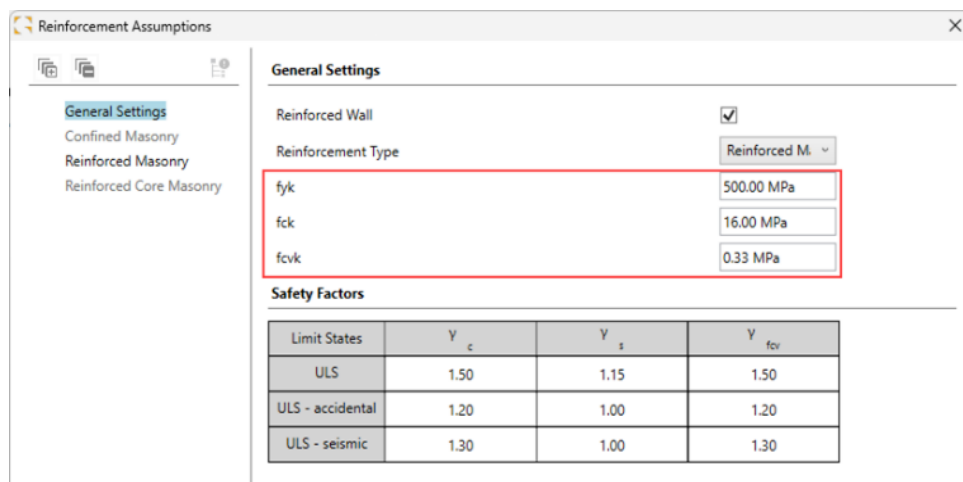 Reinforcement Assumptions
General Settings
Confined Masonry
Reinforced Masonry
Reinforced Core Masonry
General Settings
Reinforced Wall
Reinforcement Type Reinforced M
fyk 500.00 MPa
fck 16.00 MPa
fcvk 0.33 MPa
Safety Factors
Limit States γ c γ s γ fcv
ULS 1.50 1.15 1.50
ULS - accidental 1.20 1.00 1.20
ULS - seismic 1.30 1.00 1.30